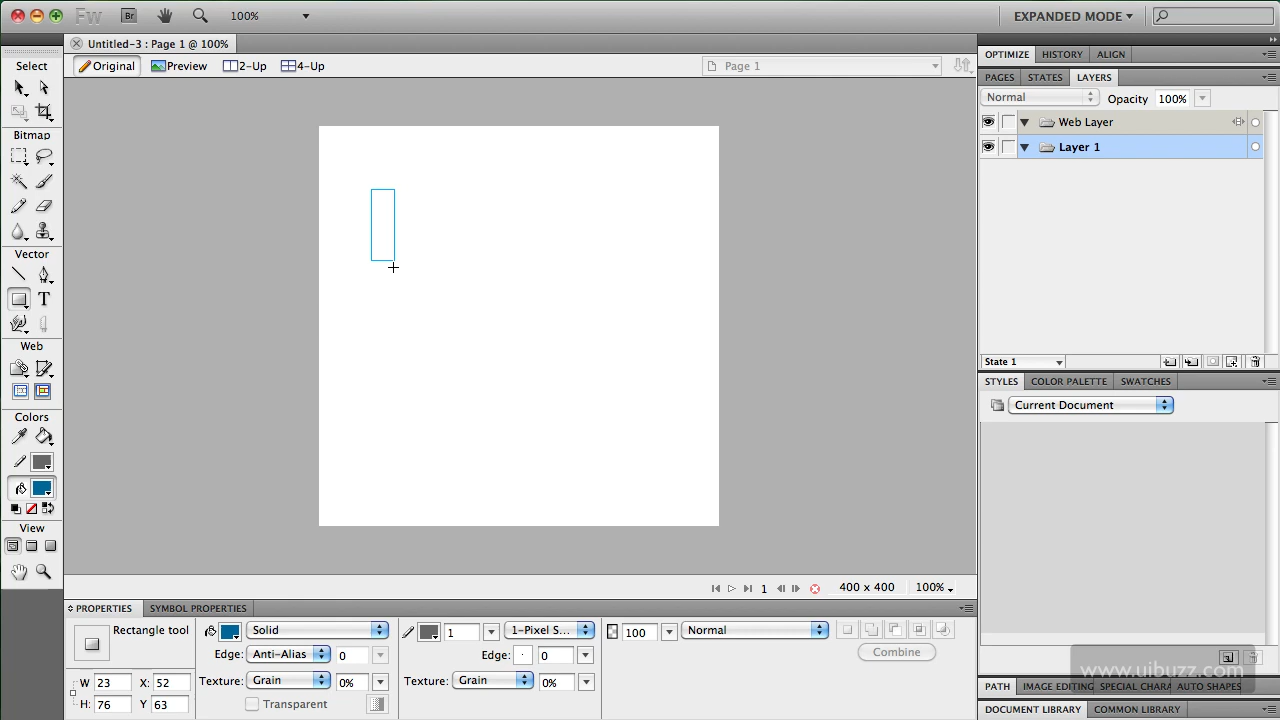 Fw Br 100% EXPANDED MODE
Untitled-3 : Page 1 @ 100%
Original Preview 2-Up 4-Up Page 1
Select
Bitmap
Vector
T
Web
Colors
View
OPTIMIZE HISTORY ALIGN
PAGES STATES LAYERS
Normal Opacity 100%
Web Layer
Layer 1
State 1
STYLES COLOR PALETTE SWATCHES
Current Document
1 400 x 400 100%
PROPERTIES SYMBOL PROPERTIES
Rectangle tool Solid 1 1-Pixel S... 100 Normal
Edge: Anti-Alias 0 Edge: 0 Combine
W 23 X: 52 Texture: Grain 0% Texture: Grain 0%
H: 76 Y 63 Transparent
www.uibuzz.com
PATH IMAGE EDITING SPECIAL CHARA AUTO SHAPES
DOCUMENT LIBRARY COMMON LIBRARY